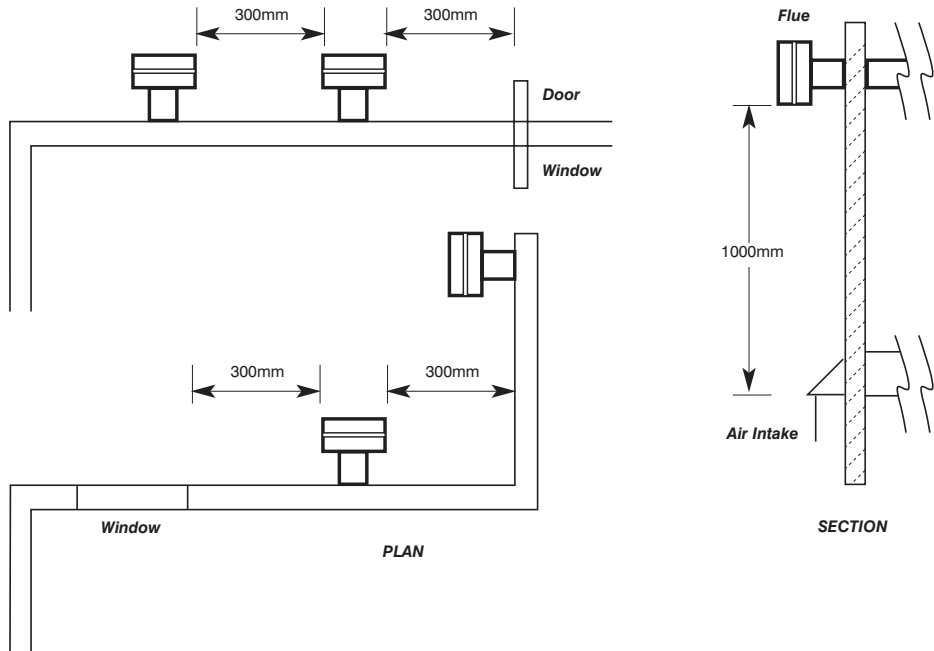 300mm
300mm
Flue
Door
Window
1000mm
300mm
300mm
Air Intake
Window
PLAN
SECTION